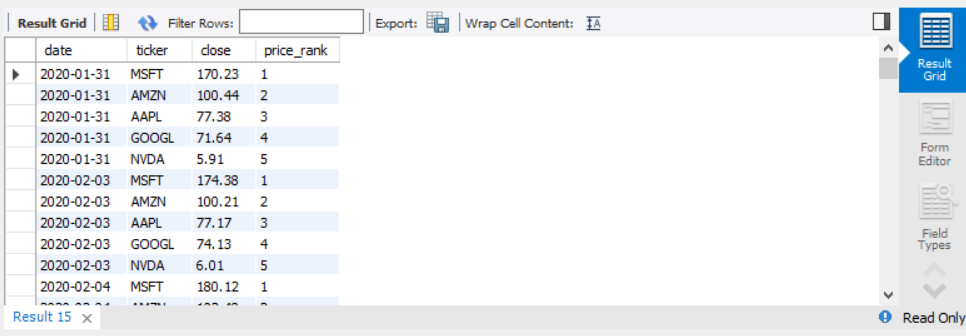 Result Grid Filter Rows: Export: Wrap Cell Content: IA
date ticker close price_rank
2020-01-31 MSFT 170.23 1
2020-01-31 AMZN 100.44 2
2020-01-31 AAPL 77.38 3
2020-01-31 GOOGL 71.64 4
2020-01-31 NVDA 5.91 5
2020-02-03 MSFT 174.38 1
2020-02-03 AMZN 100.21 2
2020-02-03 AAPL 77.17 3
2020-02-03 GOOGL 74.13 4
2020-02-03 NVDA 6.01 5
2020-02-04 MSFT 180.12 1
Result
Grid
Form
Editor
Field
Types
Result 15 ×
Read Only